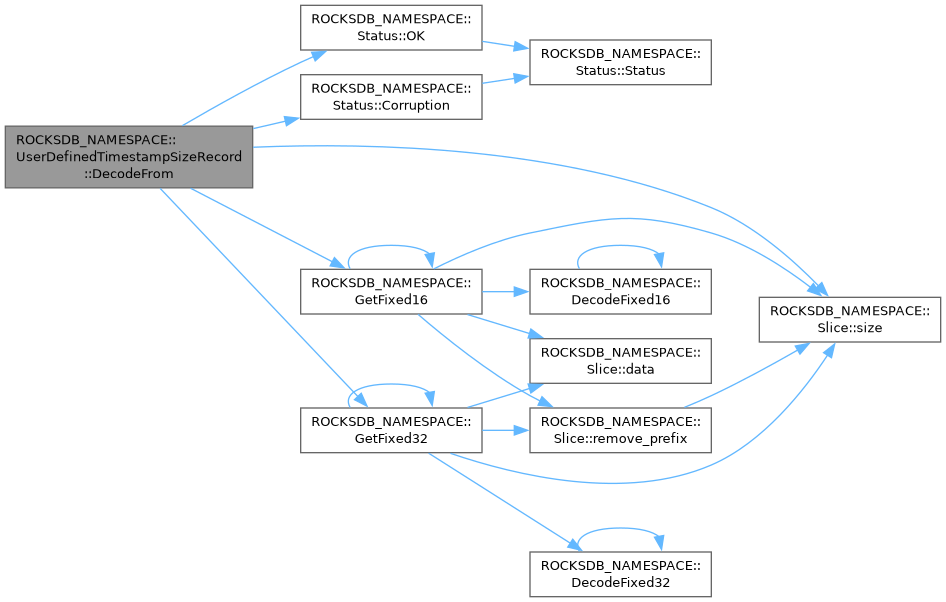 ROCKSDB_NAMESPACE::
Status::OK
ROCKSDB_NAMESPACE::
Status::Status
ROCKSDB_NAMESPACE::
Status::Corruption
ROCKSDB_NAMESPACE::
UserDefinedTimestampSizeRecord
::DecodeFrom
ROCKSDB_NAMESPACE::
GetFixed16
ROCKSDB_NAMESPACE::
DecodeFixed16
ROCKSDB_NAMESPACE::
Slice::size
ROCKSDB_NAMESPACE::
Slice::data
ROCKSDB_NAMESPACE::
GetFixed32
ROCKSDB_NAMESPACE::
Slice::remove_prefix
ROCKSDB_NAMESPACE::
DecodeFixed32